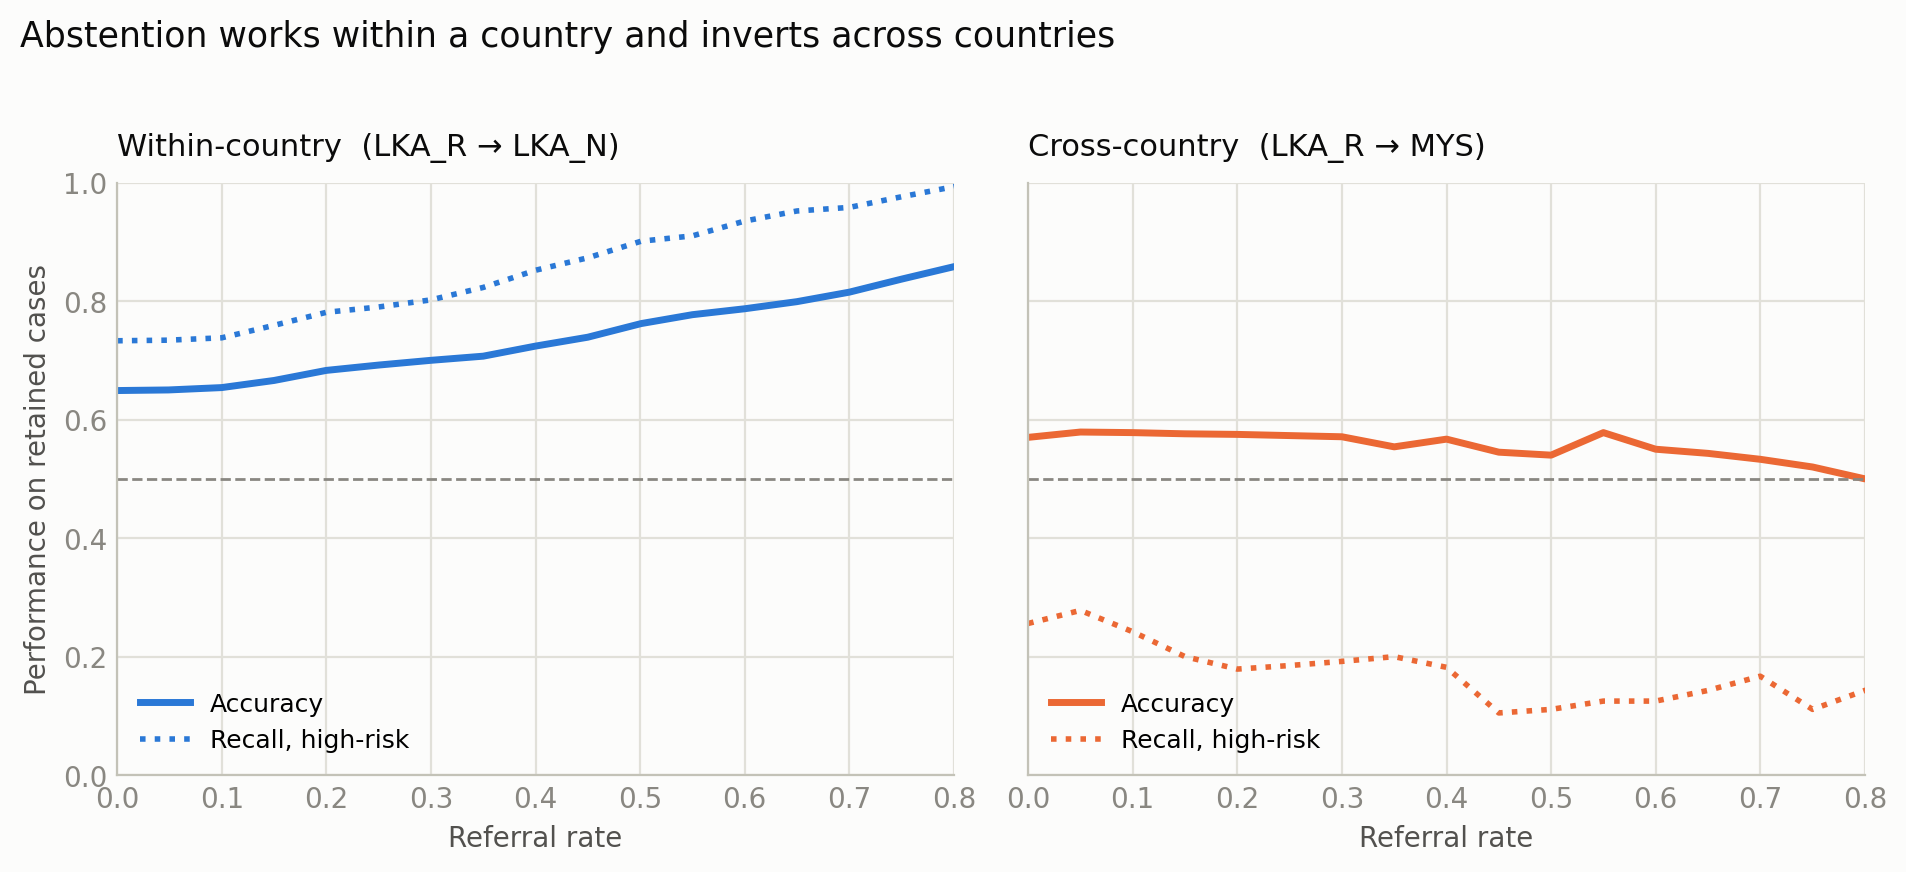 Abstention works within a country and inverts across countries
Within-country (LKA_R → LKA_N)
Performance on retained cases
1.0
0.8
0.6
0.4
0.2
0.0
Accuracy
Recall, high-risk
0.0 0.1 0.2 0.3 0.4 0.5 0.6 0.7 0.8
Referral rate
Cross-country (LKA_R → MYS)
Accuracy
Recall, high-risk
0.0 0.1 0.2 0.3 0.4 0.5 0.6 0.7 0.8
Referral rate